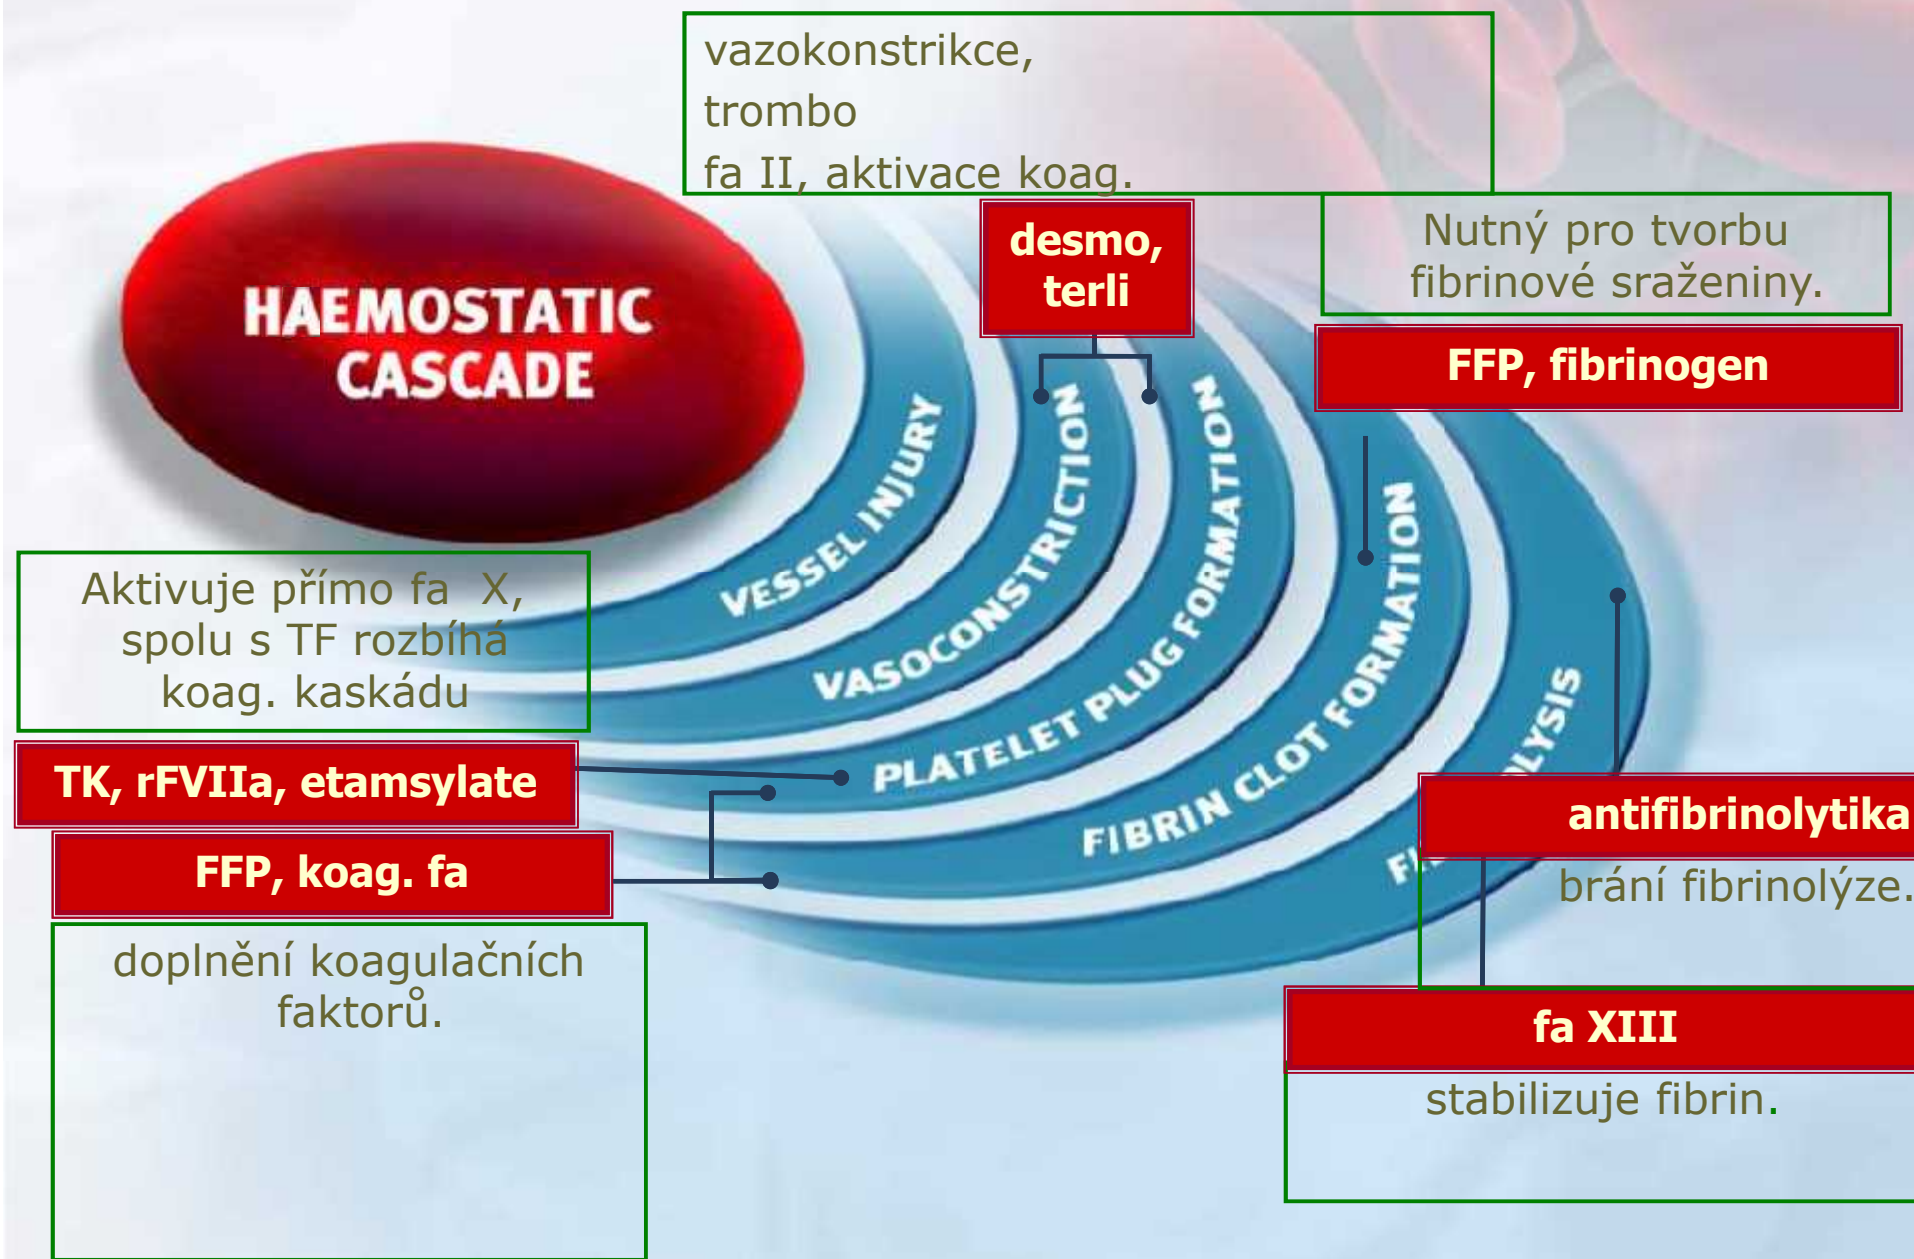 vazokonstrikce,
trombo
fa II, aktivace koag.
HAEMOSTATIC
CASCADE
desmo,
terli
Nutný pro tvorbu
fibrinové sraženiny.
FFP, fibrinogen
VESSEL INJURY
VASOCONSTRICTION
PLATELET PLUG FORMATION
FIBRIN CLOT FORMATION
Aktivuje přímo fa X,
spolu s TF rozbíhá
koag. kaskádu
TK, rFVIIa, etamsylate
FFP, koag. fa
doplnění koagulačních
faktorů.
antifibrinolytika
brání fibrinolýze.
fa XIII
stabilizuje fibrin.